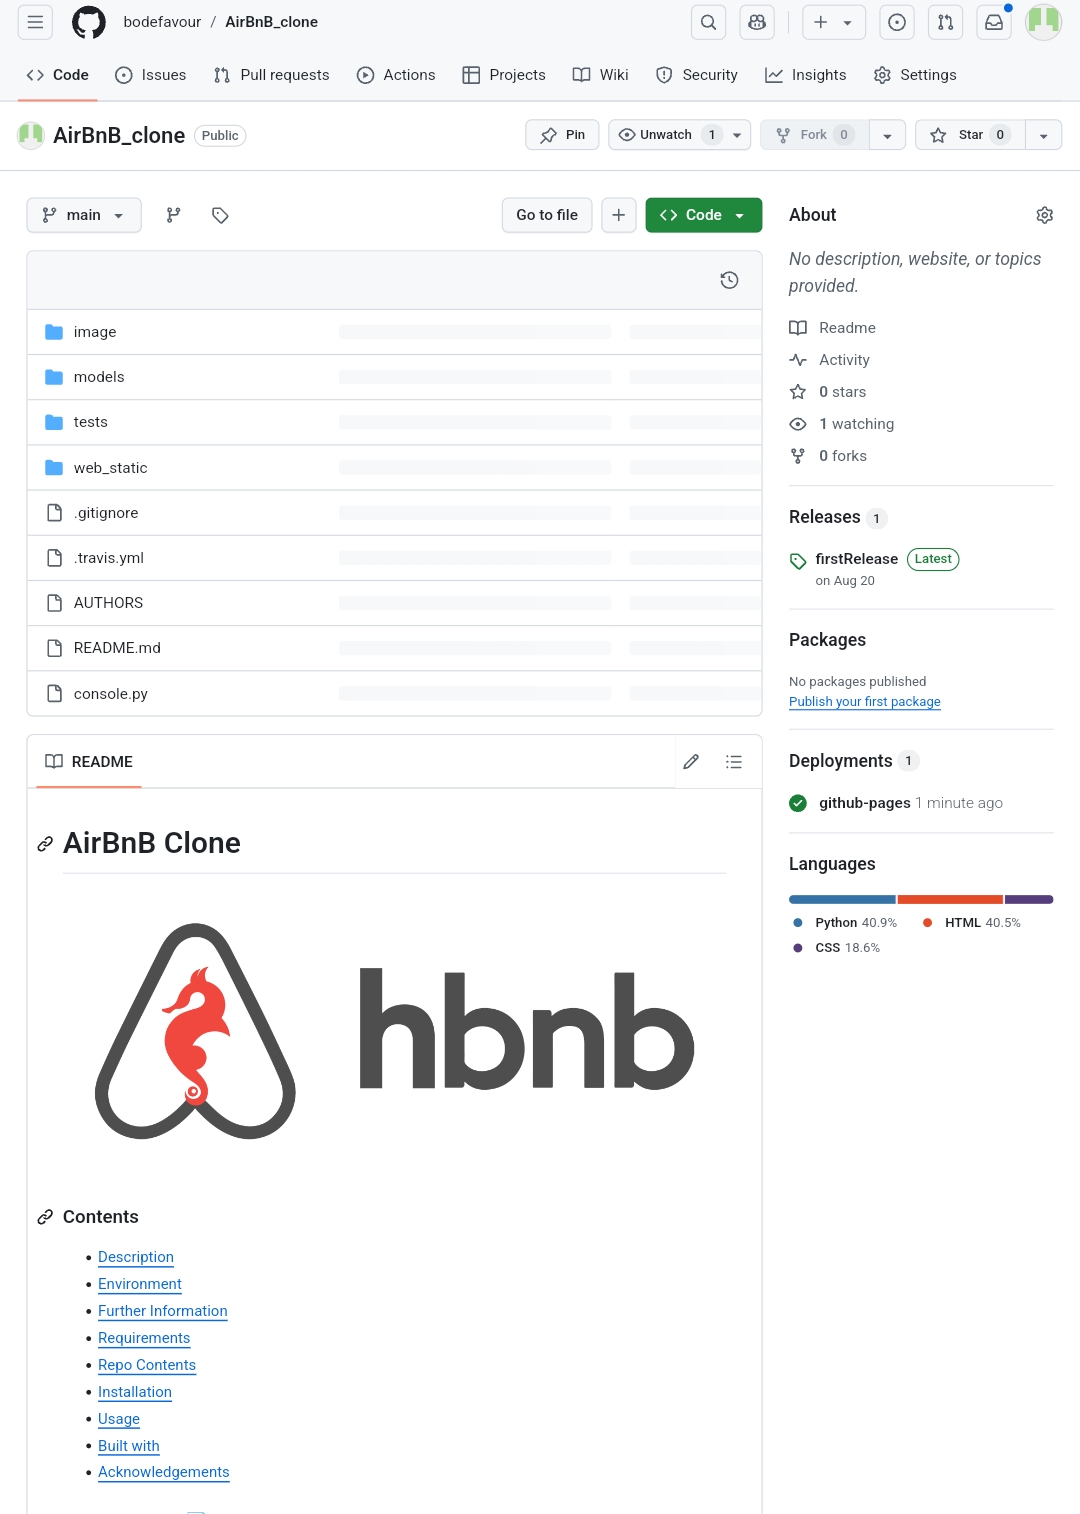 bodefavour / AirBnB_clone
Code Issues Pull requests Actions Projects Wiki Security Insights Settings
AirBnB_clone Public Pin Unwatch 1 Fork 0 Star 0
main Go to file Code
image
models
tests
web_static
.gitignore
.travis.yml
AUTHORS
README.md
console.py
README
AirBnB Clone
hbnb
Contents
• Description
• Environment
• Further Information
• Requirements
• Repo Contents
• Installation
• Usage
• Built with
• Acknowledgements
About
No description, website, or topics
provided.
Readme
Activity
0 stars
1 watching
0 forks
Releases 1
firstRelease Latest
on Aug 20
Packages
No packages published
Publish your first package
Deployments 1
github-pages 1 minute ago
Languages
Python 40.9% HTML 40.5%
CSS 18.6%